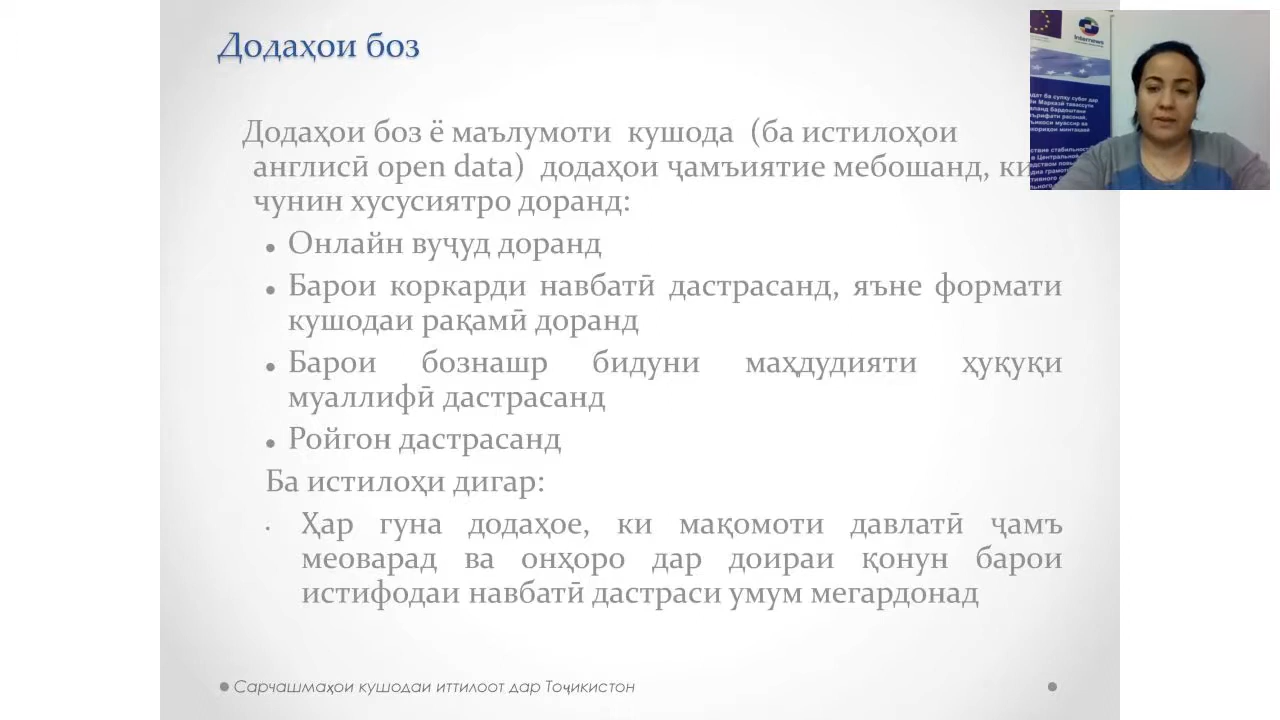 Додаҳои боз
Додаҳои боз ё маълумоти кушода (ба истилоҳои
англисӣ open data) додаҳои ҷамъиятие мебошанд, ки
чунин хусусиятро доранд:
Онлайн вуҷуд доранд
Барои коркарди навбатӣ дастрасанд, яъне формати
кушодаи рақамӣ доранд
Барои бознашр бидуни маҳдудияти ҳуқуқи
муаллифӣ дастрасанд
Ройгон дастрасанд
Ба истилоҳи дигар:
Ҳар гуна додаҳое, ки мақомоти давлатӣ ҷамъ
меоварад ва онҳоро дар доираи қонун барои
истифодаи навбатӣ дастраси умум мегардонад
Сарчашмаҳои кушодаи иттилоот дар Тоҷикистон
Internews